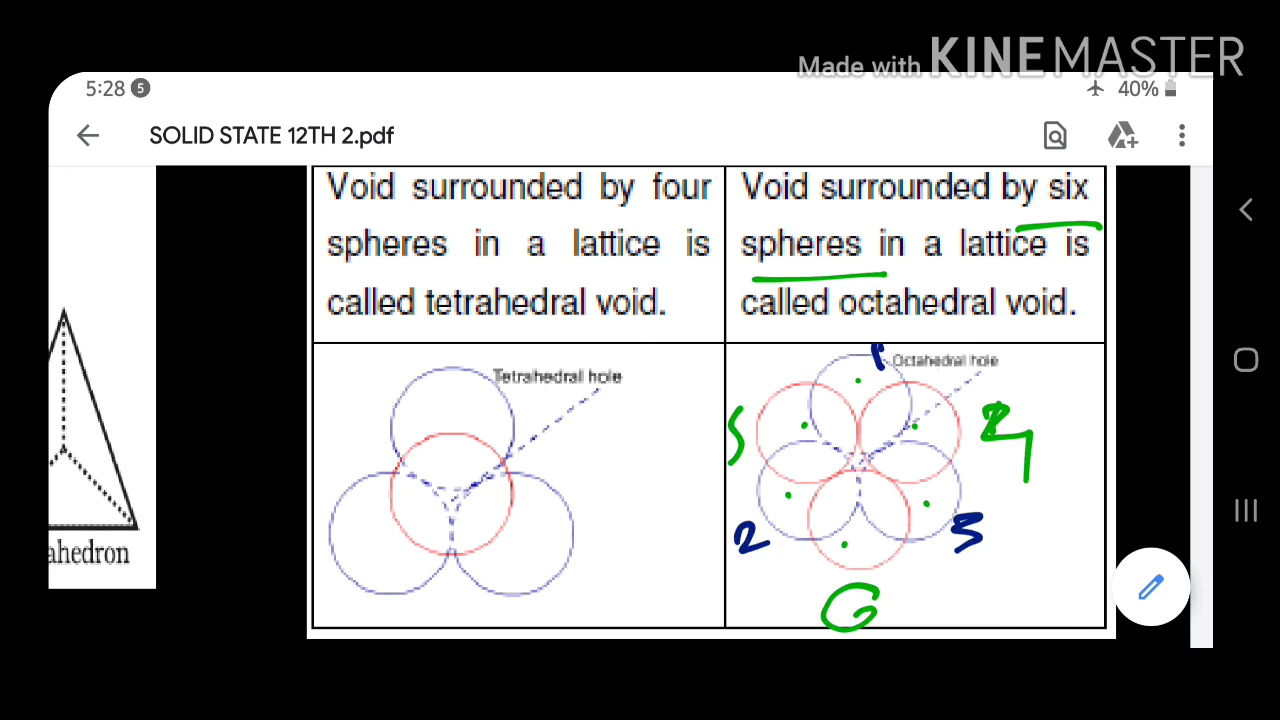 Made with KINEMASTER
5:28 5
40%
SOLID STATE 12TH 2.pdf
Void surrounded by four
spheres in a lattice is
called tetrahedral void.
Void surrounded by six
spheres in a lattice is
called octahedral void.
Tetrahedral hole
Octahedral hole
1
5
4
2
3
6
ahedron